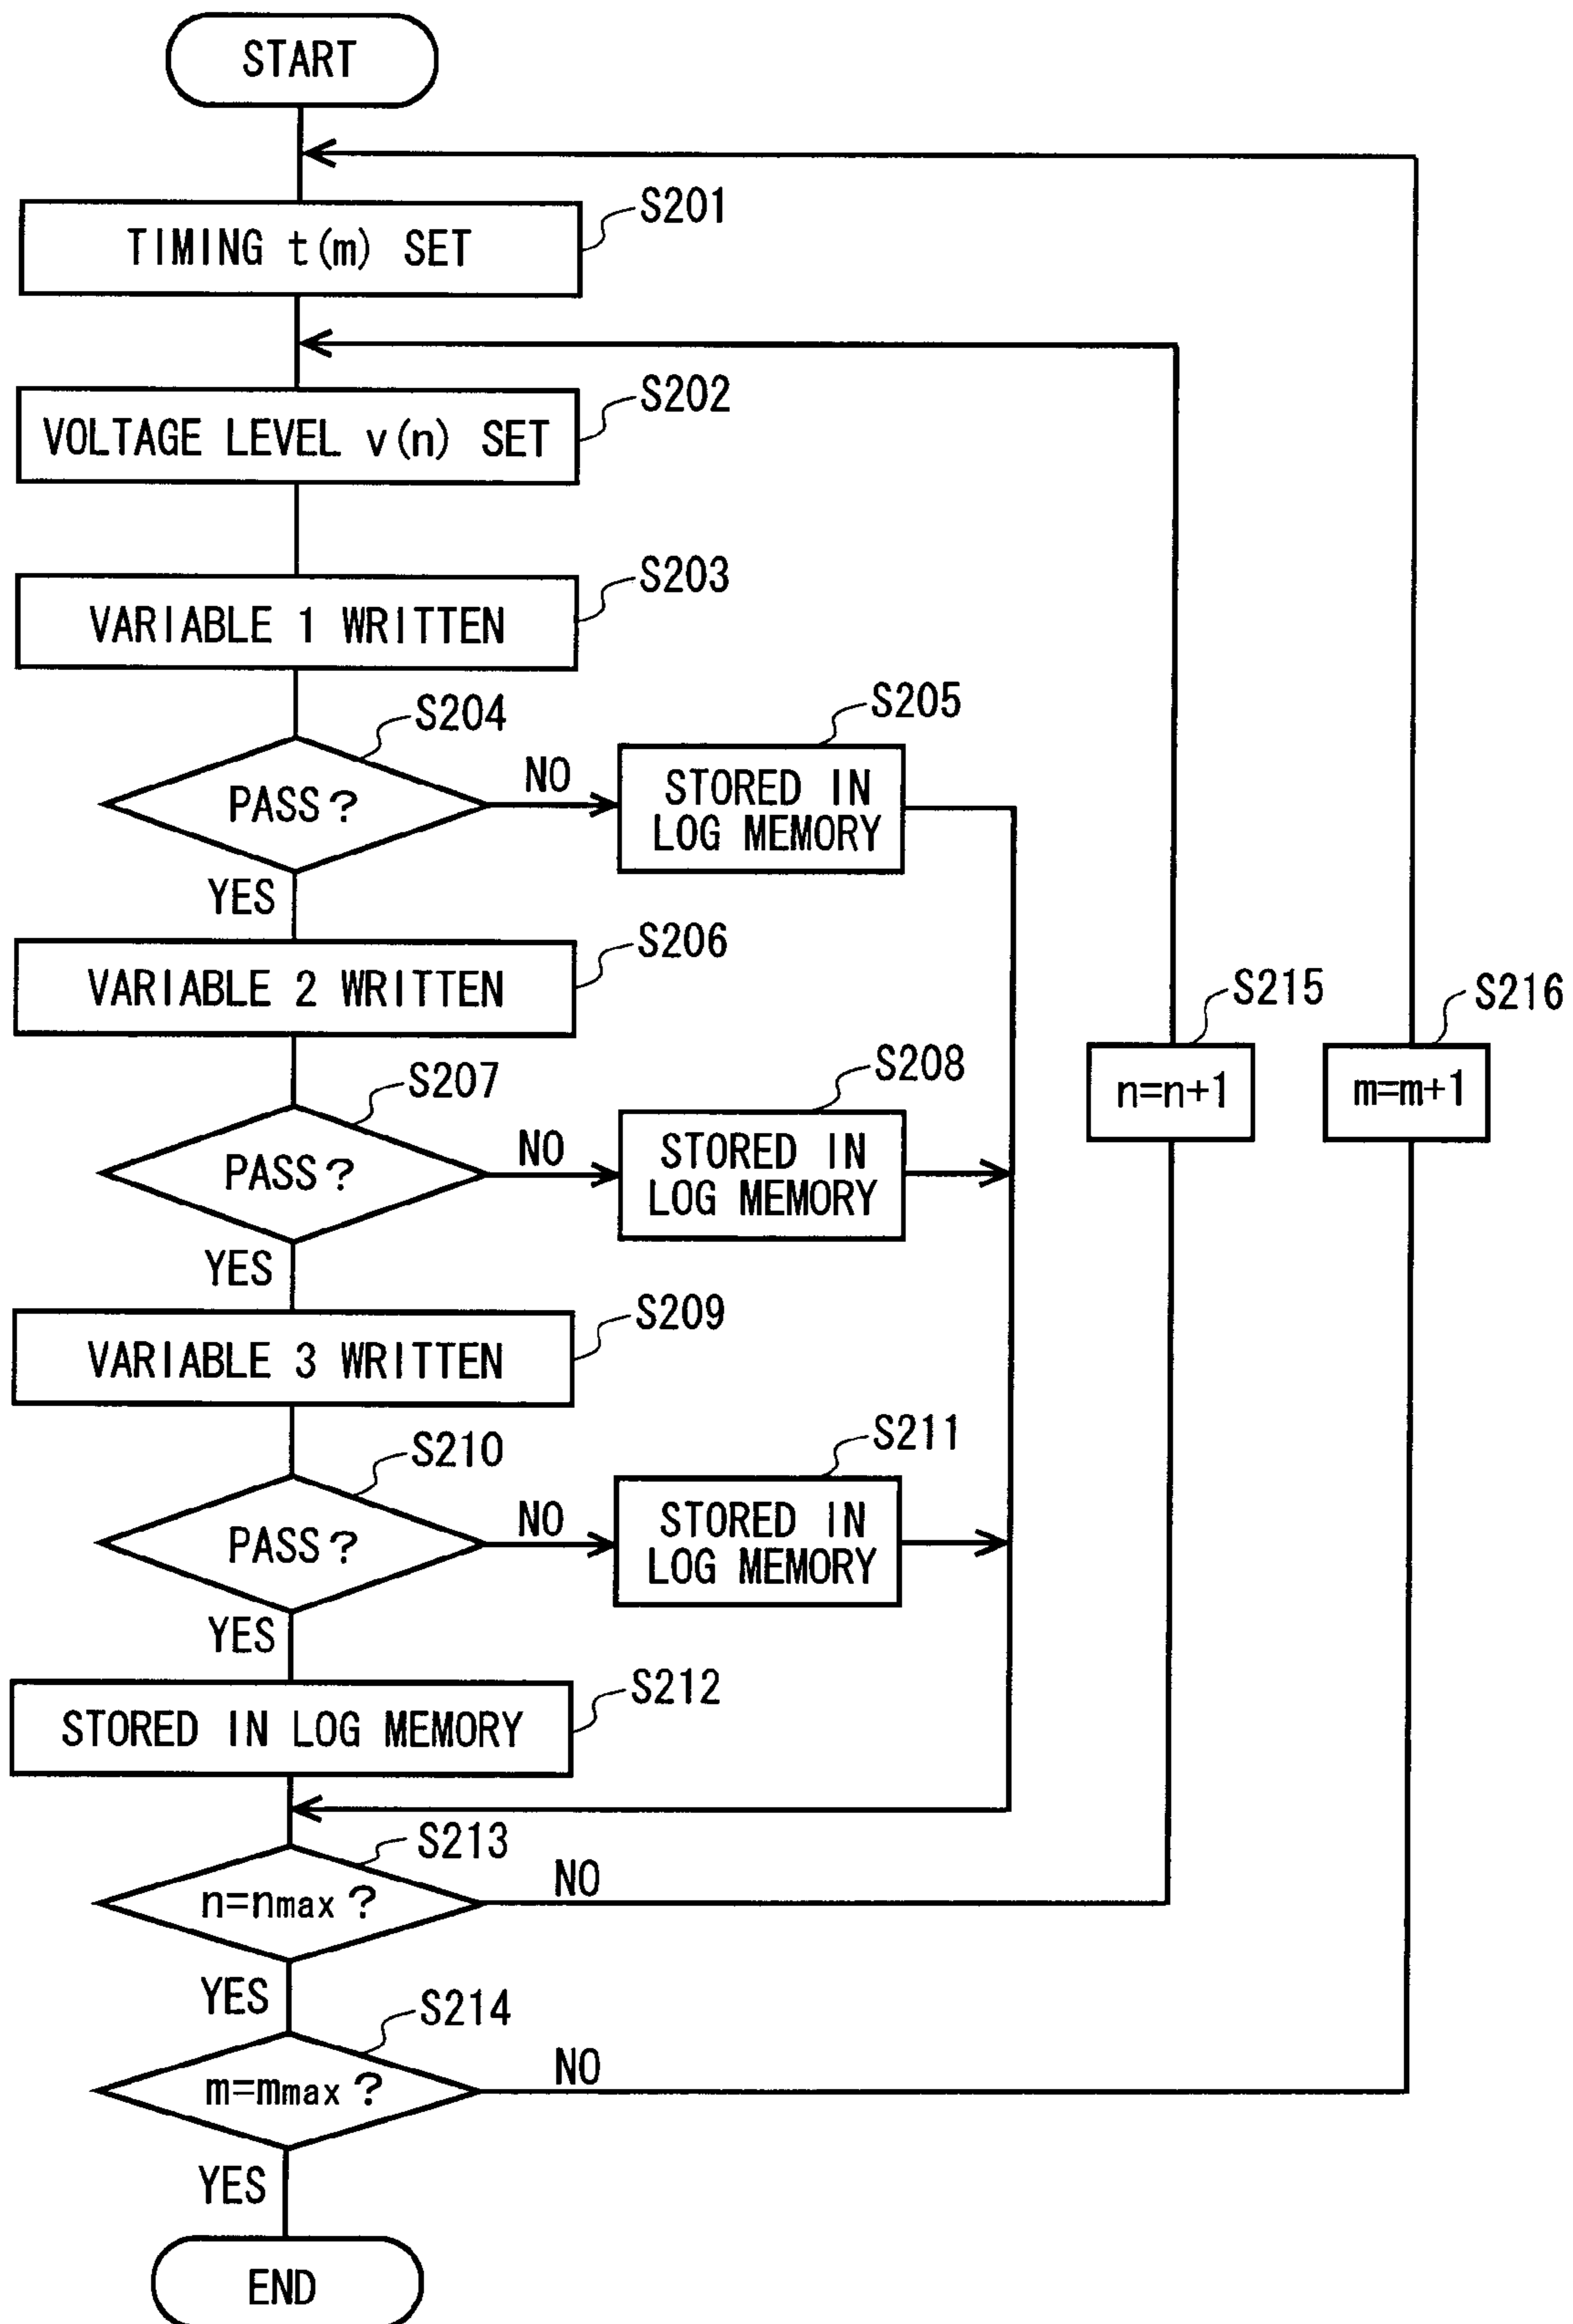 START
S201
TIMING t(m) SET
S202
VOLTAGE LEVEL v(n) SET
S203
VARIABLE 1 WRITTEN
S204
PASS?
NO
S205
STORED IN
LOG MEMORY
YES
S206
VARIABLE 2 WRITTEN
S207
PASS?
NO
S208
STORED IN
LOG MEMORY
S215
n=n+1
S216
m=m+1
YES
S209
VARIABLE 3 WRITTEN
S210
PASS?
NO
S211
STORED IN
LOG MEMORY
YES
S212
STORED IN LOG MEMORY
S213
n=nmax?
NO
YES
S214
m=mmax?
NO
YES
END